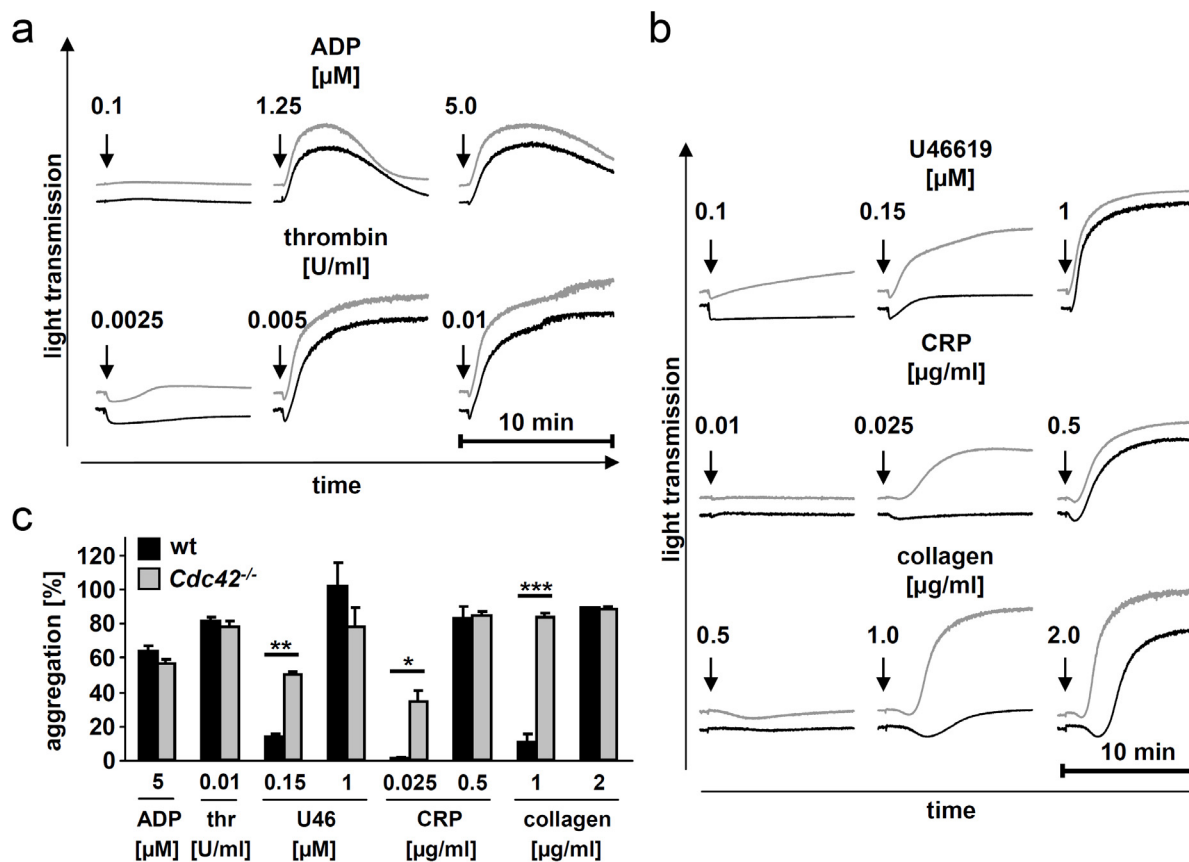 a
ADP
[µM]
0.1 1.25 5.0
thrombin
[U/ml]
0.0025 0.005 0.01
10 min
light transmission
time
b
U46619
[µM]
0.1 0.15 1
CRP
[µg/ml]
0.01 0.025 0.5
collagen
[µg/ml]
0.5 1.0 2.0
10 min
light transmission
time
c
wt
Cdc42-/-
aggregation [%]
120
100
80
60
40
20
0
** * ***
5 0.01 0.15 1 0.025 0.5 1 2
ADP thr U46 CRP collagen
[µM] [U/ml] [µM] [µg/ml] [µg/ml]